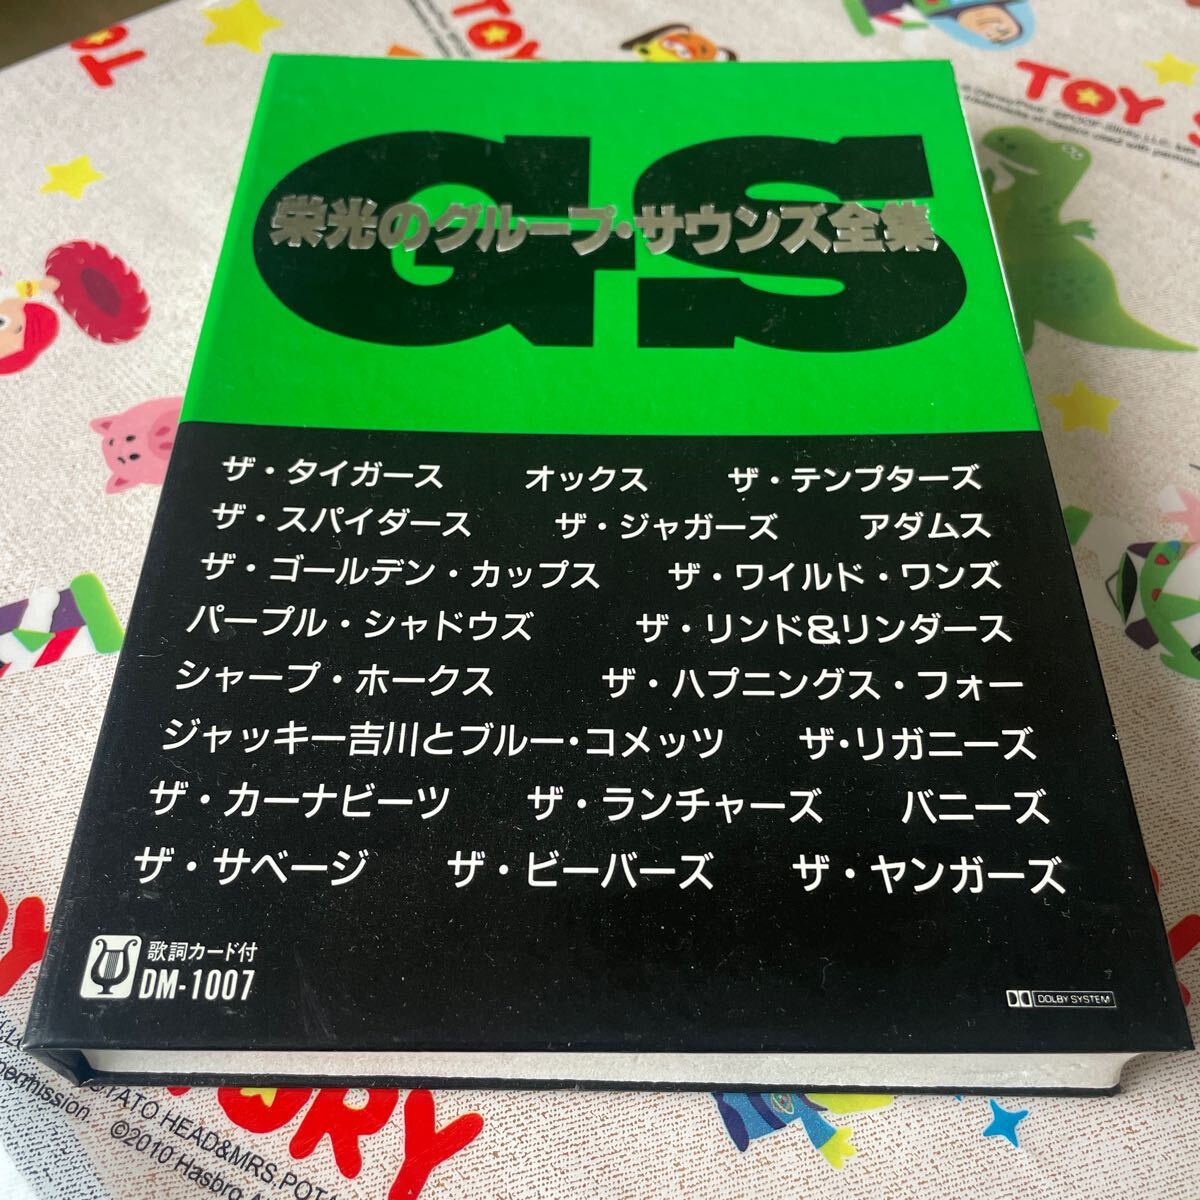 TOY
TOY S
TOY S
© Disney/Pixar
GS
栄光のグループ・サウンズ全集
ザ・タイガース オックス ザ・テンプターズ
ザ・スパイダース ザ・ジャガーズ アダムス
ザ・ゴールデン・カップス ザ・ワイルド・ワンズ
パープル・シャドウズ ザ・リンド&リンダース
シャープ・ホークス ザ・ハプニングス・フォー
ジャッキー吉川とブルー・コメッツ ザ・リガニーズ
ザ・カーナビーツ ザ・ランチャーズ バニーズ
ザ・サベージ ザ・ビーバーズ ザ・ヤンガーズ
歌詞カード付
DM-1007
DOLBY SYSTEM
ORY
permission.
TATO HEAD&MRS.POTA
©2010 Hasbro